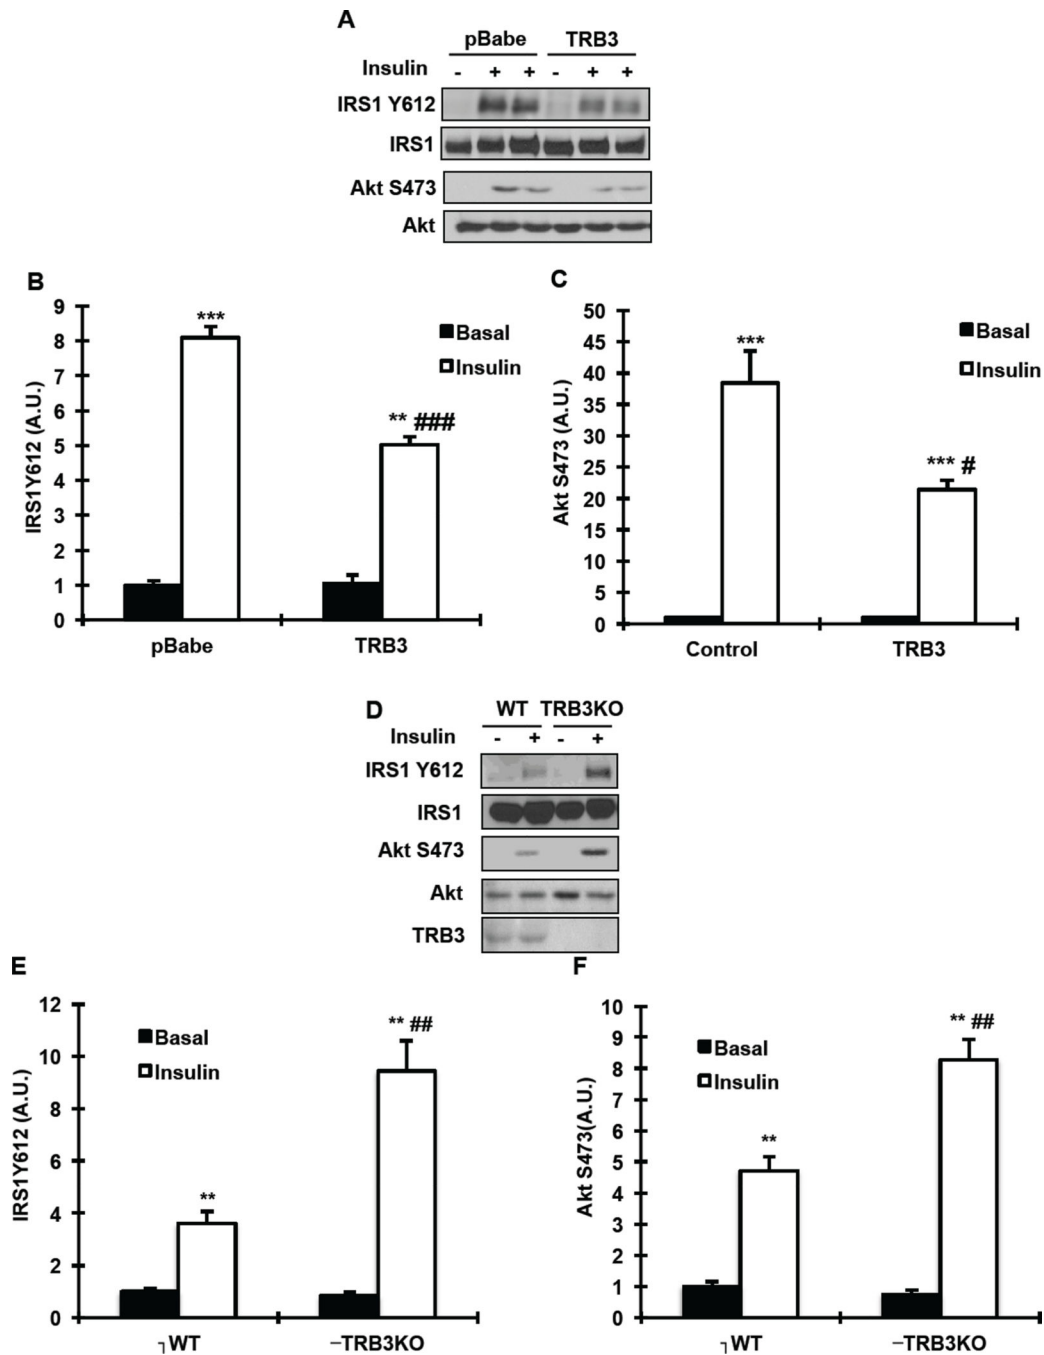 A
pBabe TRB3
Insulin - + + - + +
IRS1 Y612
IRS1
Akt S473
Akt
B
IRS1Y612 (A.U.)
9
8
7
6
5
4
3
2
1
0
***
** ###
Basal
Insulin
pBabe TRB3
C
Akt S473 (A.U.)
50
45
40
35
30
25
20
15
10
5
0
***
*** #
Basal
Insulin
Control TRB3
D
WT TRB3KO
Insulin - + - +
IRS1 Y612
IRS1
Akt S473
Akt
TRB3
E
IRS1Y612 (A.U.)
12
10
8
6
4
2
0
Basal
Insulin
**
** ##
┐WT −TRB3KO
F
Akt S473(A.U.)
10
9
8
7
6
5
4
3
2
1
0
Basal
Insulin
**
** ##
┐WT −TRB3KO